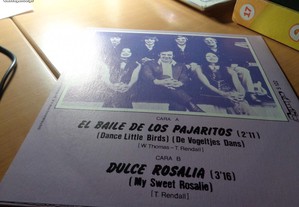 CARA A
EL BAILE DE LOS PAJARITOS (2'11)
(Dance Little Birds) (De Vogeltjes Dans)
(W. Thomas - T. Rendall)
CARA B
DULCE ROSALIA (3'16)
(My Sweet Rosalie)
(T. Rendall)
17